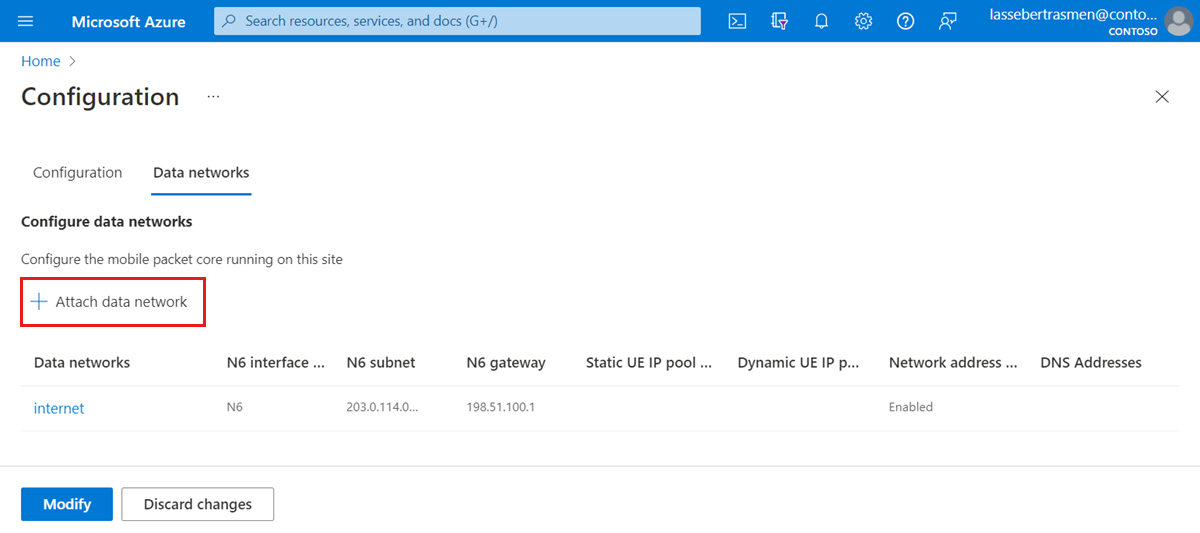 Microsoft Azure
Search resources, services, and docs (G+/)
lassebertrasmen@conto...
CONTOSO
Home
Configuration ...
Configuration Data networks
Configure data networks
Configure the mobile packet core running on this site
+ Attach data network
Data networks N6 interface ... N6 subnet N6 gateway Static UE IP pool ... Dynamic UE IP p... Network address ... DNS Addresses
internet N6 203.0.114.0... 198.51.100.1 Enabled
Modify Discard changes